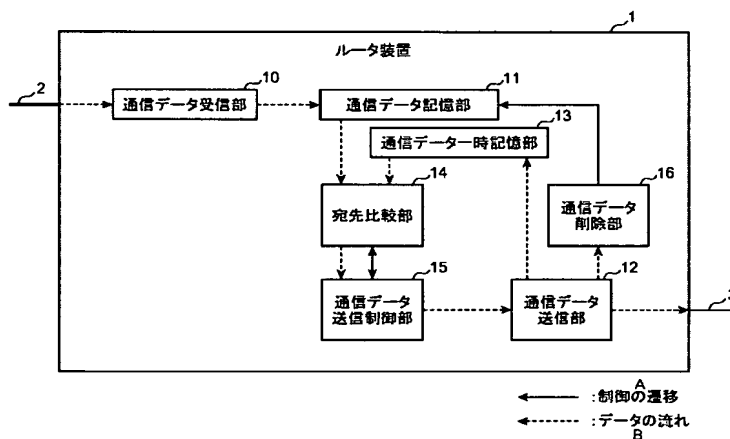 1
ルータ装置
2
10
通信データ受信部
11
通信データ記憶部
13
通信データ一時記憶部
14
宛先比較部
16
通信データ
削除部
15
通信データ
送信制御部
12
通信データ
送信部
3
A
:制御の遷移
:データの流れ
B